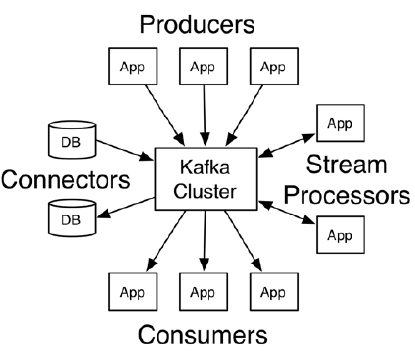 Producers
App App App
DB
App
Kafka
Cluster
Connectors
Stream
Processors
DB
App
App App App
Consumers